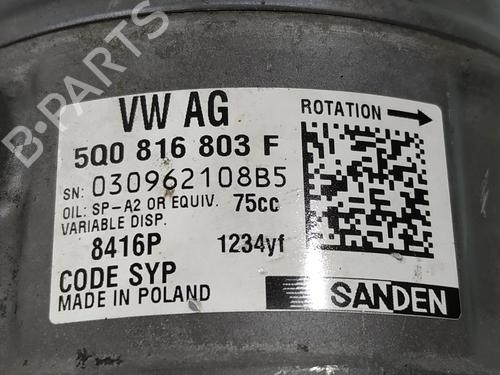 VW AG
ROTATION
5Q0 816 803 F
SN: 030962108B5
OIL: SP-A2 OR EQUIV. 75cc
VARIABLE DISP.
8416P 1234yf
CODE SYP
MADE IN POLAND
SANDEN
B-PARTS